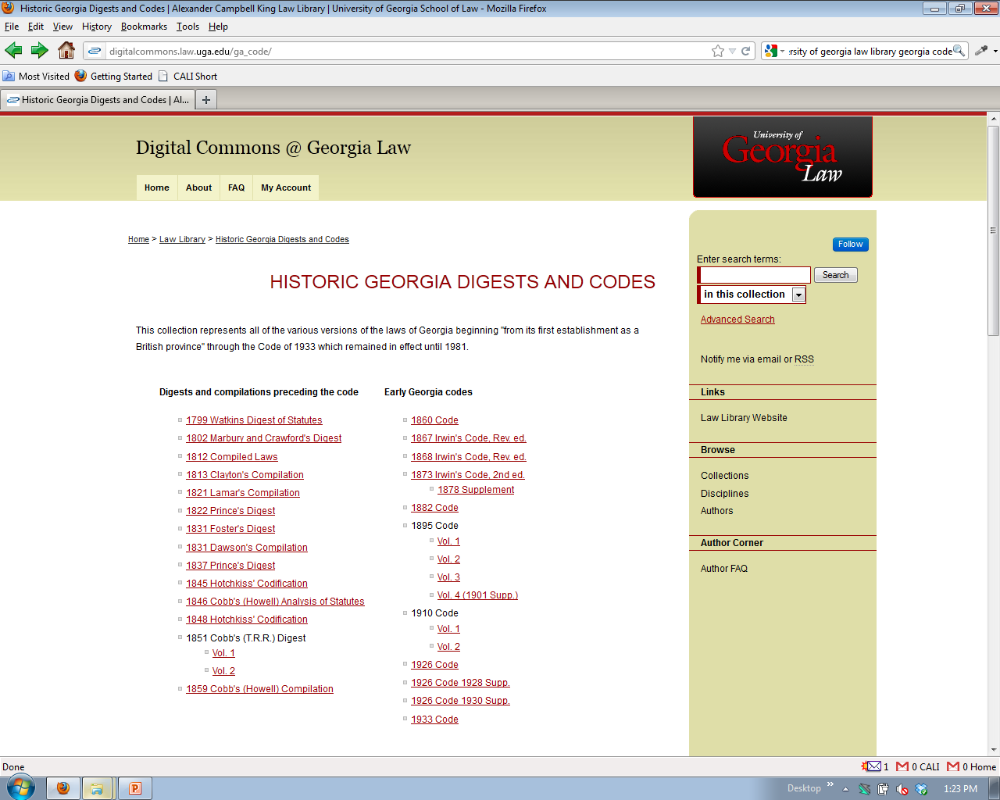 Historic Georgia Digests and Codes | Alexander Campbell King Law Library | University of Georgia School of Law - Mozilla Firefox
File Edit View History Bookmarks Tools Help
digitalcommons.law.uga.edu/ga_code/
rsity of georgia law library georgia code
Most Visited Getting Started CALI Short
Historic Georgia Digests and Codes | Al...
Digital Commons @ Georgia Law
University of
Georgia
Law
Home About FAQ My Account
Home > Law Library > Historic Georgia Digests and Codes
HISTORIC GEORGIA DIGESTS AND CODES
This collection represents all of the various versions of the laws of Georgia beginning "from its first establishment as a
British province" through the Code of 1933 which remained in effect until 1981.
Digests and compilations preceding the code
1799 Watkins Digest of Statutes
1802 Marbury and Crawford's Digest
1812 Compiled Laws
1813 Clayton's Compilation
1821 Lamar's Compilation
1822 Prince's Digest
1831 Foster's Digest
1831 Dawson's Compilation
1837 Prince's Digest
1845 Hotchkiss' Codification
1846 Cobb's (Howell) Analysis of Statutes
1848 Hotchkiss' Codification
1851 Cobb's (T.R.R.) Digest
Vol. 1
Vol. 2
1859 Cobb's (Howell) Compilation
Early Georgia codes
1860 Code
1867 Irwin's Code, Rev. ed.
1868 Irwin's Code, Rev. ed.
1873 Irwin's Code, 2nd ed.
1878 Supplement
1882 Code
1895 Code
Vol. 1
Vol. 2
Vol. 3
Vol. 4 (1901 Supp.)
1910 Code
Vol. 1
Vol. 2
1926 Code
1926 Code 1928 Supp.
1926 Code 1930 Supp.
1933 Code
Follow
Enter search terms:
Search
in this collection
Advanced Search
Notify me via email or RSS
Links
Law Library Website
Browse
Collections
Disciplines
Authors
Author Corner
Author FAQ
Done
1 0 CALI 0 Home
Desktop » 1:23 PM